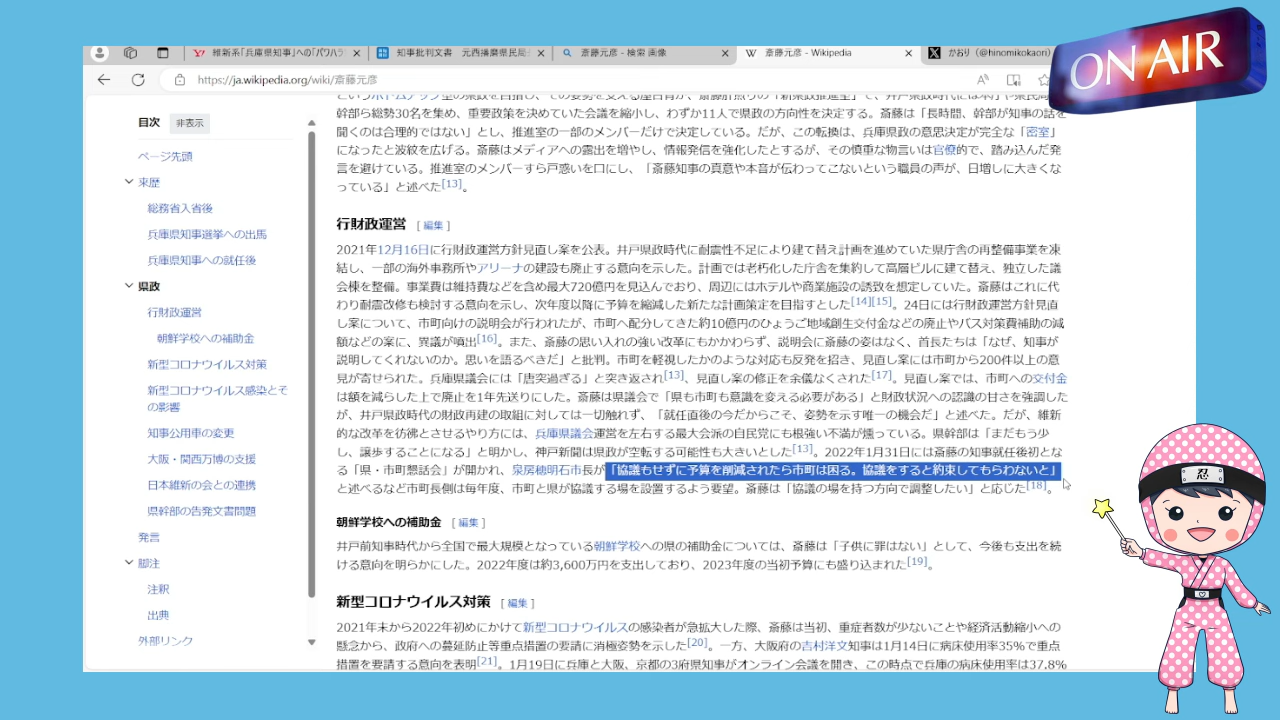 維新系「兵庫県知事」への「パワハラ
知事批判文書 元西播磨県民局
斎藤元彦 - 検索 画像
斎藤元彦 - Wikipedia
かおり (@hinomikokaori)
ON AIR
https://ja.wikipedia.org/wiki/斎藤元彦
目次 非表示
ページ先頭
来歴
総務省入省後
兵庫県知事選挙への出馬
兵庫県知事への就任後
県政
行財政運営
朝鮮学校への補助金
新型コロナウイルス対策
新型コロナウイルス感染とそ
の影響
知事公用車の変更
大阪・関西万博の支援
日本維新の会との連携
県幹部の告発文書問題
発言
脚注
注釈
出典
外部リンク
幹部ら総勢30名を集め、重要政策を決めていた会議を縮小し、わずか11人で県政の方向性を決定する。斎藤は「長時間、幹部が知事の話を
聞くのは合理的ではない」とし、推進室の一部のメンバーだけで決定している。だが、この転換は、兵庫県政の意思決定が完全な「密室」
になったと波紋を広げる。斎藤はメディアへの露出を増やし、情報発信を強化したとするが、その慎重な物言いは官僚的で、踏み込んだ発
言を避けている。推進室のメンバーすら戸惑いを口にし、「斎藤知事の真意や本音が伝わってこないという職員の声が、日増しに大きくな
っている」と述べた[13]。
行財政運営 [編集]
2021年12月16日に行財政運営方針見直し案を公表。井戸県政時代に耐震性不足により建て替え計画を進めていた県庁舎の再整備事業を凍
結し、一部の海外事務所やアリーナの建設も廃止する意向を示した。計画では老朽化した庁舎を集約して高層ビルに建て替え、独立した議
会棟を整備。事業費は維持費などを含め最大720億円を見込んでおり、周辺にはホテルや商業施設の誘致を想定していた。斎藤はこれに代
わり耐震改修も検討する意向を示し、次年度以降に予算を縮減した新たな計画策定を目指すとした[14][15]。24日には行財政運営方針見直
し案について、市町向けの説明会が行われたが、市町へ配分してきた約10億円のひょうご地域創生交付金などの廃止やバス対策費補助の減
額などの案に、異議が噴出[16]。また、斎藤の思い入れの強い改革にもかかわらず、説明会に斎藤の姿はなく、首長たちは「なぜ、知事が
説明してくれないのか。思いを語るべきだ」と批判。市町を軽視したかのような対応も反発を招き、見直し案には市町から200件以上の意
見が寄せられた。兵庫県議会には「唐突過ぎる」と突き返され[13]、見直し案の修正を余儀なくされた[17]。見直し案では、市町への交付金
は額を減らした上で廃止を1年先送りにした。斎藤は県議会で「県も市町も意識を変える必要がある」と財政状況への認識の甘さを強調した
が、井戸県政時代の財政再建の取組に対しては一切触れず、「就任直後の今だからこそ、姿勢を示す唯一の機会だ」と述べた。だが、維新
的な改革を彷彿とさせるやり方には、兵庫県議会運営を左右する最大会派の自民党にも根強い不満が燻っている。県幹部は「まだもう少
し、譲歩することになる」と明かし、神戸新聞は県政が空転する可能性も大きいとした[13]。2022年1月31日には斎藤の知事就任後初とな
る「県・市町懇話会」が開かれ、泉房穂明石市長が「協議もせずに予算を削減されたら市町は困る。協議をすると約束してもらわないと」
と述べるなど市町長側は毎年度、市町と県が協議する場を設置するよう要望。斎藤は「協議の場を持つ方向で調整したい」と応じた[18]。
朝鮮学校への補助金 [編集]
井戸前知事時代から全国で最大規模となっている朝鮮学校への県の補助金については、斎藤は「子供に罪はない」として、今後も支出を続
ける意向を明らかにした。2022年度は約3,600万円を支出しており、2023年度の当初予算にも盛り込まれた[19]。
新型コロナウイルス対策 [編集]
2021年末から2022年初めにかけて新型コロナウイルスの感染者が急拡大した際、斎藤は当初、重症者数が少ないことや経済活動縮小への
懸念から、政府への蔓延防止等重点措置の要請に消極姿勢を示した[20]。一方、大阪府の吉村洋文知事は1月14日に病床使用率35%で重点
措置を要請する意向を表明[21]。1月19日に兵庫と大阪、京都の3府県知事がオンライン会議を開き、この時点で兵庫の病床使用率は37.8%
忍